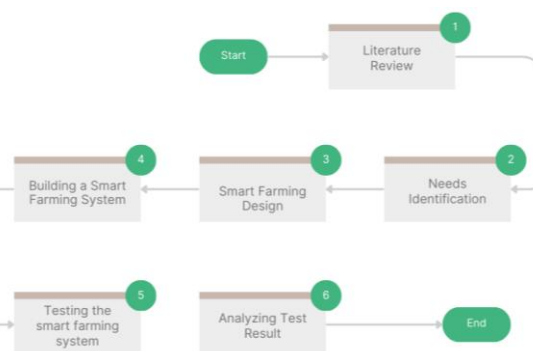 Start
1
Literature
Review
4
Building a Smart
Farming System
3
Smart Farming
Design
2
Needs
Identification
5
Testing the
smart farming
system
6
Analyzing Test
Result
End